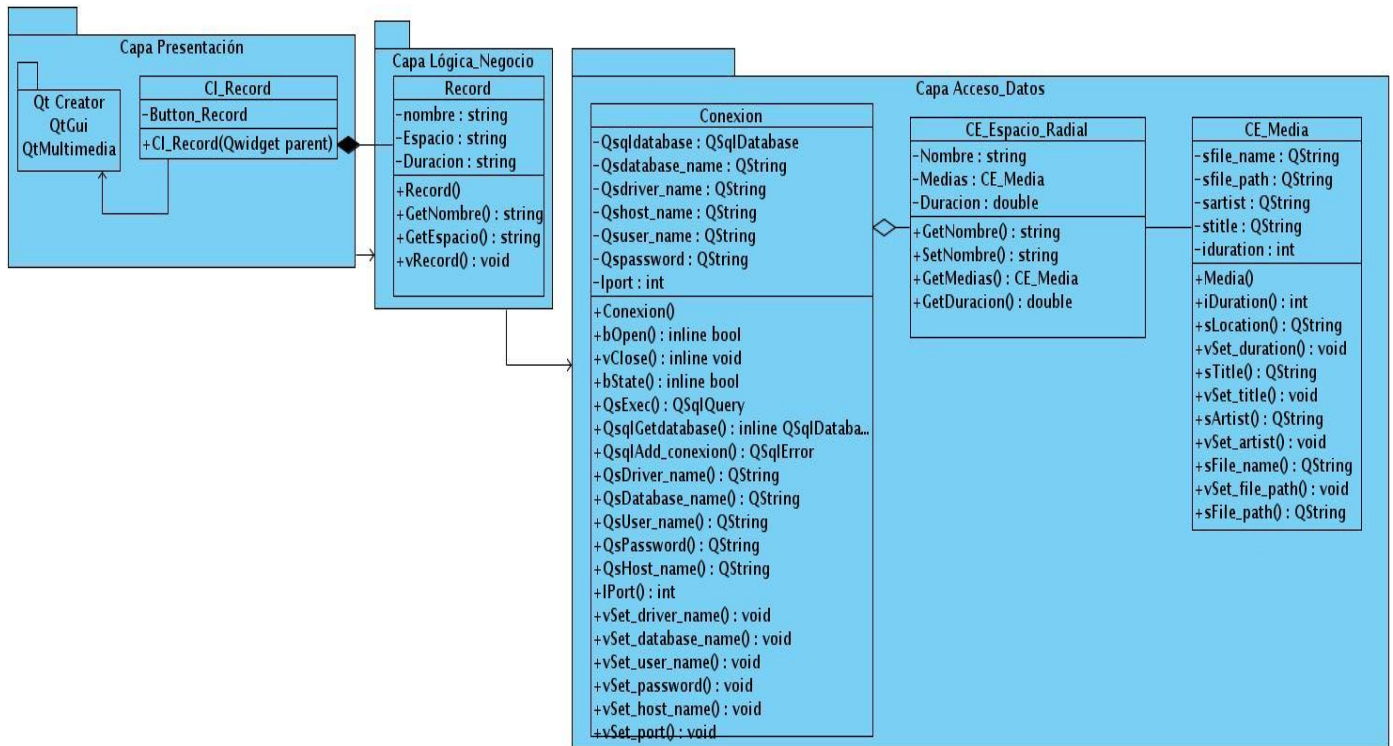 Capa Presentación
Qt Creator
QtGui
QtMultimedia
CI_Record
-Button_Record
+CI_Record(Qwidget parent)
Capa Lógica_Negocio
Record
-nombre : string
-Espacio : string
-Duracion : string
+Record()
+GetNombre() : string
+GetEspacio() : string
+vRecord() : void
Capa Acceso_Datos
Conexion
-Qsqldatabase : QSqlDatabase
-Qsdatabase_name : QString
-Qsdriver_name : QString
-Qshost_name : QString
-Qsuser_name : QString
-Qspassword : QString
-Iport : int
+Conexion()
+bOpen() : inline bool
+vClose() : inline void
+bState() : inline bool
+QsExec() : QSqlQuery
+QsqlGetdatabase() : inline QSqlDataba...
+QsqlAdd_conexion() : QSqlError
+QsDriver_name() : QString
+QsDatabase_name() : QString
+QsUser_name() : QString
+QsPassword() : QString
+QsHost_name() : QString
+IPort() : int
+vSet_driver_name() : void
+vSet_database_name() : void
+vSet_user_name() : void
+vSet_password() : void
+vSet_host_name() : void
+vSet_port() : void
CE_Espacio_Radial
-Nombre : string
-Medias : CE_Media
-Duracion : double
+GetNombre() : string
+SetNombre() : string
+GetMedias() : CE_Media
+GetDuracion() : double
CE_Media
-sfile_name : QString
-sfile_path : QString
-sartist : QString
-stitle : QString
-iduration : int
+Media()
+iDuration() : int
+sLocation() : QString
+vSet_duration() : void
+sTitle() : QString
+vSet_title() : void
+sArtist() : QString
+vSet_artist() : void
+sFile_name() : QString
+vSet_file_path() : void
+sFile_path() : QString